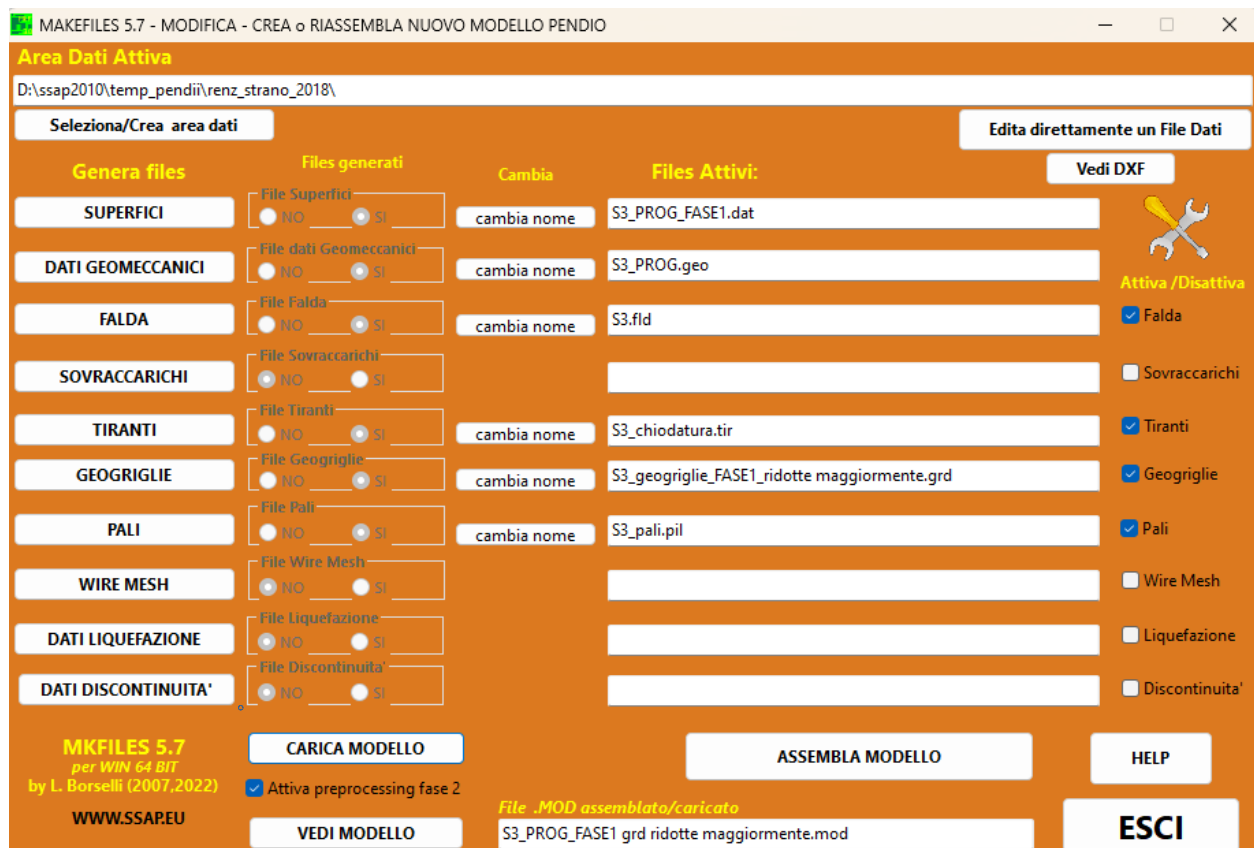 MAKEFILES 5.7 - MODIFICA - CREA o RIASSEMBLA NUOVO MODELLO PENDIO
Area Dati Attiva
D:\ssap2010\temp_pendii\renz_strano_2018\
Seleziona/Crea area dati
Edita direttamente un File Dati
Genera files
Files generati
Cambia
Files Attivi:
Vedi DXF
SUPERFICI
File Superfici
NO SI
cambia nome
S3_PROG_FASE1.dat
DATI GEOMECCANICI
File dati Geomeccanici
NO SI
cambia nome
S3_PROG.geo
Attiva /Disattiva
FALDA
File Falda
NO SI
cambia nome
S3.fld
Falda
SOVRACCARICHI
File Sovraccarichi
NO SI
Sovraccarichi
TIRANTI
File Tiranti
NO SI
cambia nome
S3_chiodatura.tir
Tiranti
GEOGRIGLIE
File Geogriglie
NO SI
cambia nome
S3_geogriglie_FASE1_ridotte maggiormente.grd
Geogriglie
PALI
File Pali
NO SI
cambia nome
S3_pali.pil
Pali
WIRE MESH
File Wire Mesh
NO SI
Wire Mesh
DATI LIQUEFAZIONE
File Liquefazione
NO SI
Liquefazione
DATI DISCONTINUITA'
File Discontinuita'
NO SI
Discontinuita'
MKFILES 5.7
per WIN 64 BIT
by L. Borselli (2007,2022)
WWW.SSAP.EU
CARICA MODELLO
Attiva preprocessing fase 2
VEDI MODELLO
ASSEMBLA MODELLO
HELP
File .MOD assemblato/caricato
S3_PROG_FASE1 grd ridotte maggiormente.mod
ESCI